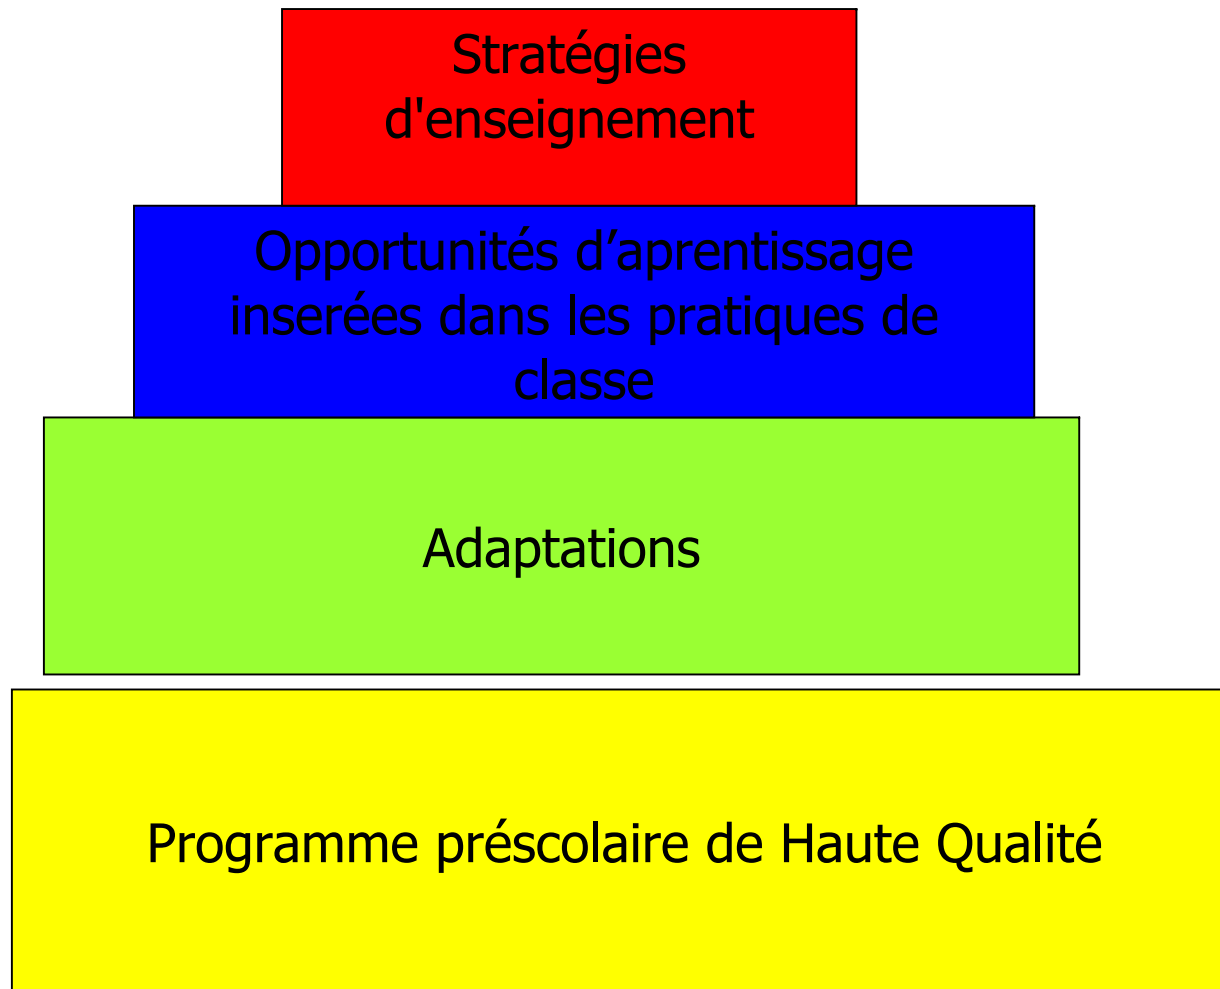 Stratégies
d'enseignement
Opportunités d’aprentissage
inserées dans les pratiques de
classe
Adaptations
Programme préscolaire de Haute Qualité